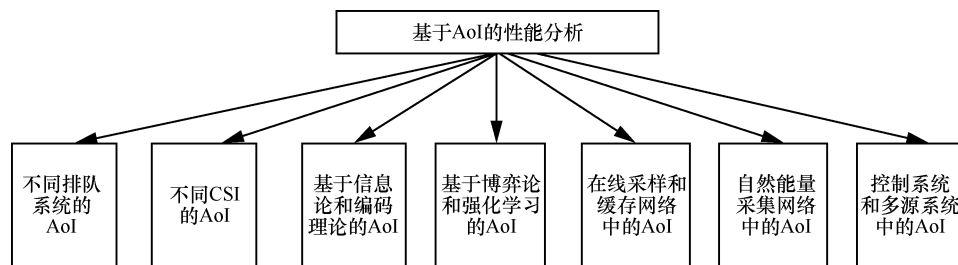 基于AoI的性能分析
不同排队
系统的
AoI
不同CSI
的AoI
基于信息
论和编码
理论的AoI
基于博弈论
和强化学习
的AoI
在线采样和
缓存网络
中的AoI
自然能量
采集网络
中的AoI
控制系统
和多源系统
中的AoI